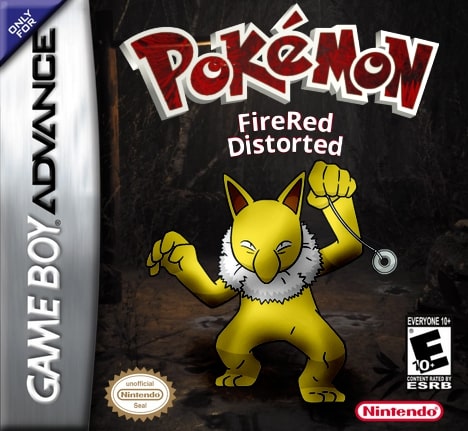 ONLY
FOR
GAME BOY ADVANCE
POKéMON
FireRed
Distorted
EVERYONE 10+
E
10+
CONTENT RATED BY
ESRB
unofficial
Nintendo
Seal
Nintendo